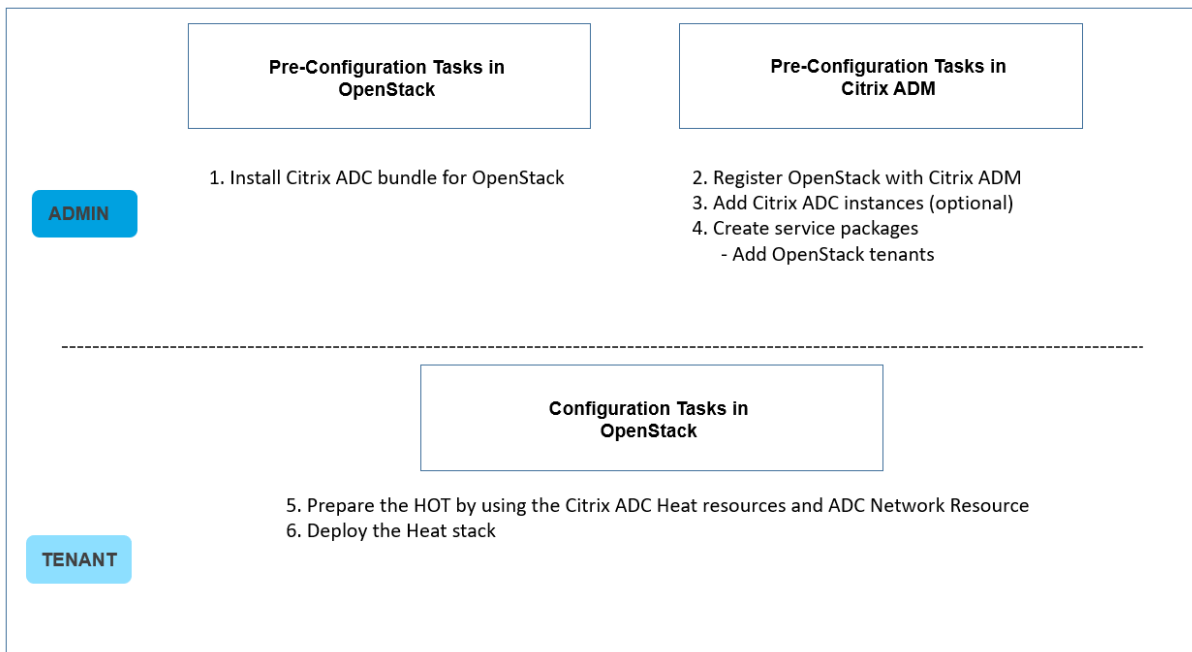 Pre-Configuration Tasks in
OpenStack
Pre-Configuration Tasks in
Citrix ADM
ADMIN
1. Install Citrix ADC bundle for OpenStack
2. Register OpenStack with Citrix ADM
3. Add Citrix ADC instances (optional)
4. Create service packages
- Add OpenStack tenants
Configuration Tasks in
OpenStack
TENANT
5. Prepare the HOT by using the Citrix ADC Heat resources and ADC Network Resource
6. Deploy the Heat stack